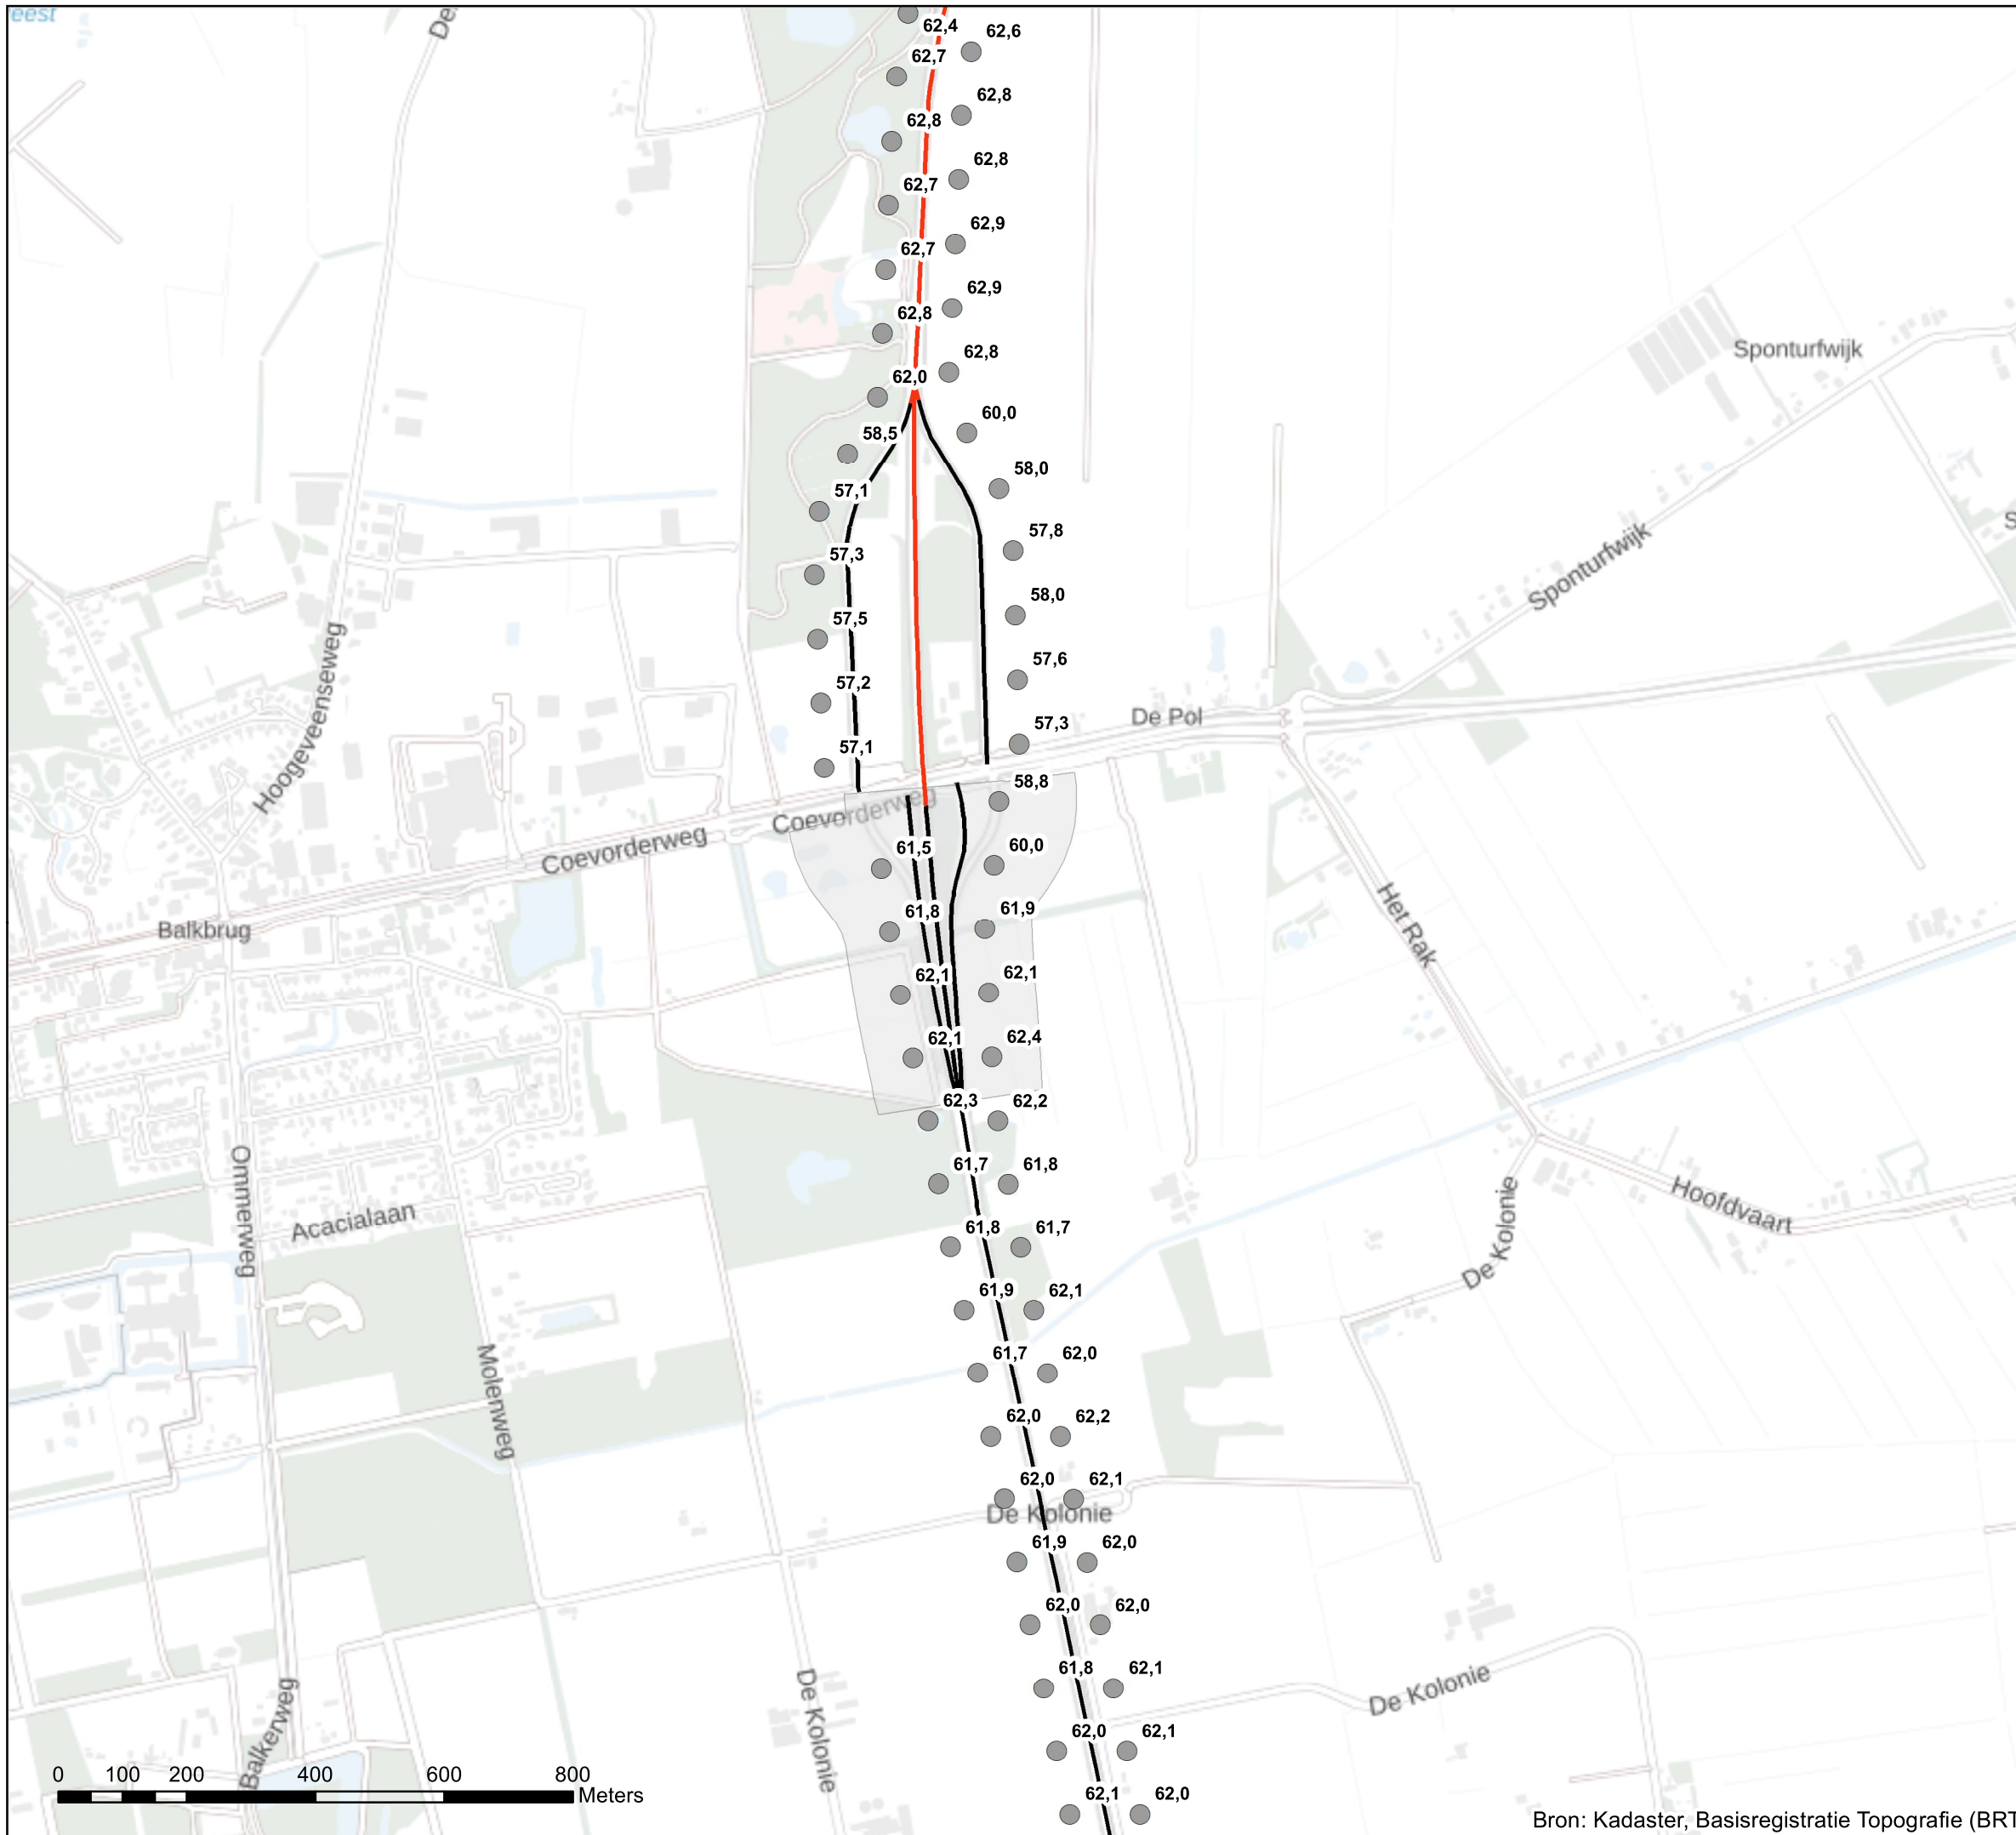 eest
De
62,4
62,6
62,7
62,8
62,8
62,8
62,7
62,9
62,7
62,9
62,8
Sponturfwijk
62,8
62,0
60,0
58,5
58,0
57,1
57,8
57,3
Sponturfwijk
S
58,0
57,5
57,6
57,2
Hoogeveenseweg
De Pol
57,3
57,1
58,8
Coevorderweg
Coevorderweg
61,5
60,0
61,8
61,9
Het Rak
Balkbrug
62,1
62,1
62,1
62,4
62,3
62,2
61,7
61,8
Ommerweg
Acacialaan
Hoofdvaart
De Kolonie
61,8
61,7
61,9
62,1
61,7
62,0
Molenweg
62,0
62,2
62,0
62,1
De Kolonie
61,9
62,0
62,0
62,0
61,8
62,1
De Kolonie
De Kolonie
Balkerweg
62,0
62,1
0 100 200 400 600 800
Meters
62,1
62,0
Bron: Kadaster, Basisregistratie Topografie (BRT